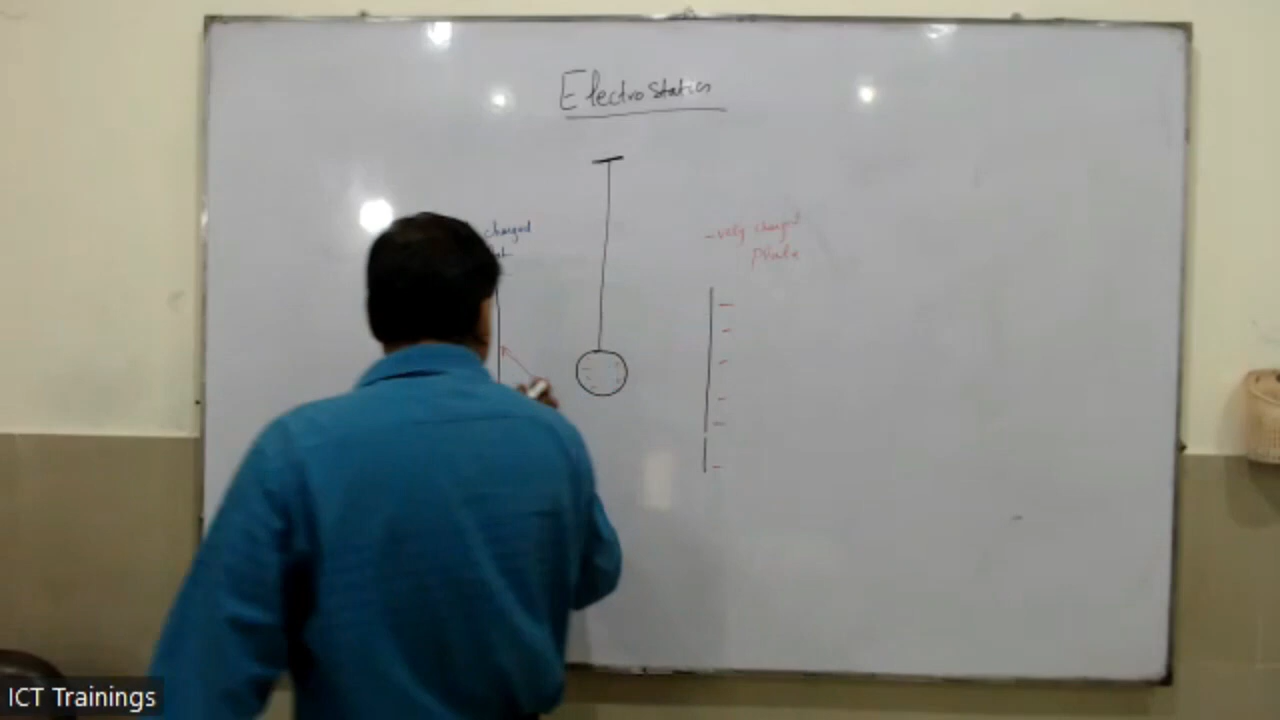 Electrostatics
charged
-vely charged
plate
ICT Trainings